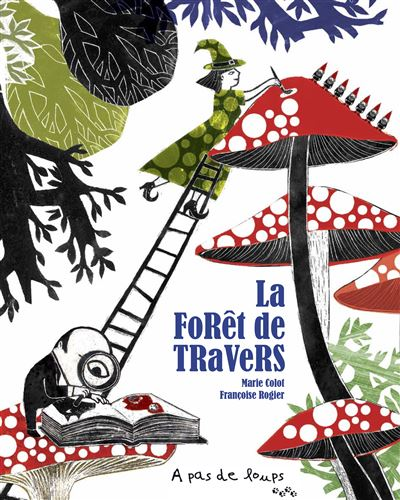 La
FoRêt de
TRaVeRS
Marie Colot
Françoise Rogier
A pas de loups